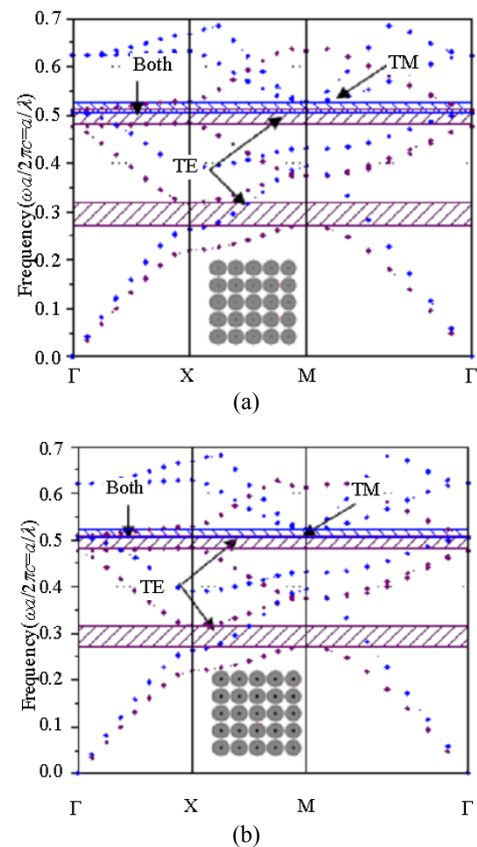 0.7
0.6
0.5
0.4
0.3
0.2
0.1
0.0
Frequency(ωa/2πc=a/λ)
Both
TM
TE
Γ X M Γ
(a)
0.7
0.6
0.5
0.4
0.3
0.2
0.1
0.0
Frequency(ωa/2πc=a/λ)
Both
TM
TE
Γ X M Γ
(b)